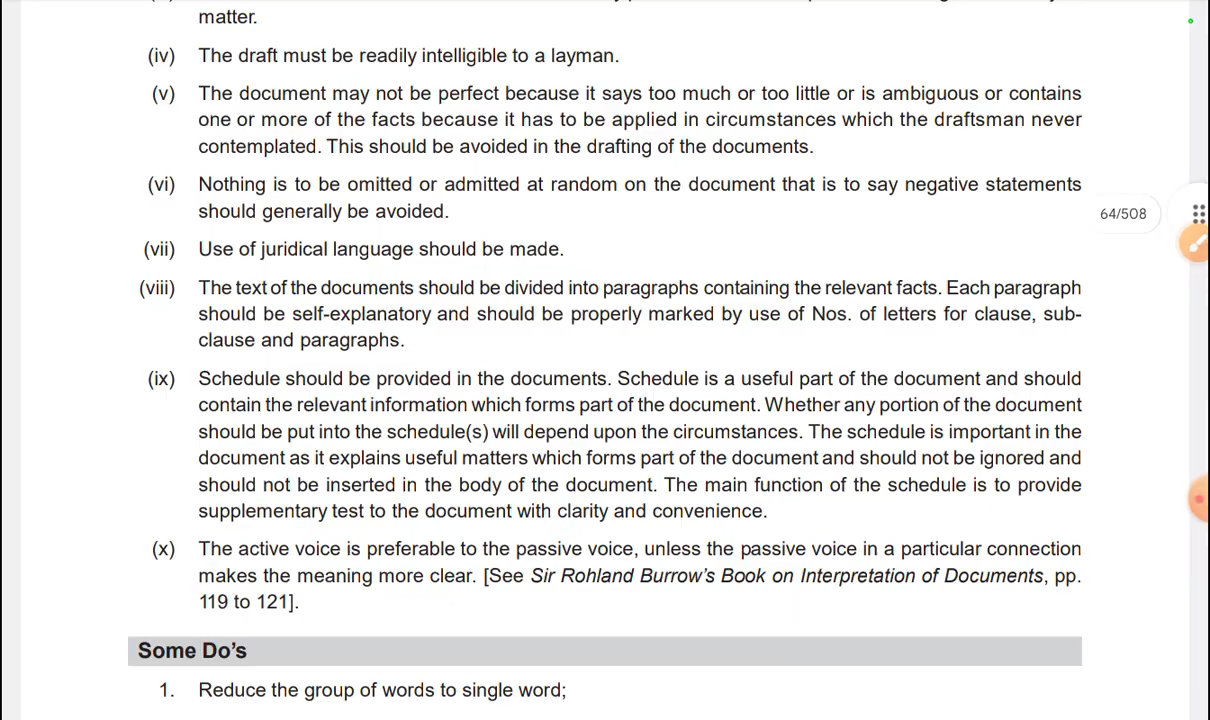 matter.
(iv) The draft must be readily intelligible to a layman.
(v) The document may not be perfect because it says too much or too little or is ambiguous or contains
one or more of the facts because it has to be applied in circumstances which the draftsman never
contemplated. This should be avoided in the drafting of the documents.
(vi) Nothing is to be omitted or admitted at random on the document that is to say negative statements
should generally be avoided.
64/508
(vii) Use of juridical language should be made.
(viii) The text of the documents should be divided into paragraphs containing the relevant facts. Each paragraph
should be self-explanatory and should be properly marked by use of Nos. of letters for clause, sub-
clause and paragraphs.
(ix) Schedule should be provided in the documents. Schedule is a useful part of the document and should
contain the relevant information which forms part of the document. Whether any portion of the document
should be put into the schedule(s) will depend upon the circumstances. The schedule is important in the
document as it explains useful matters which forms part of the document and should not be ignored and
should not be inserted in the body of the document. The main function of the schedule is to provide
supplementary test to the document with clarity and convenience.
(x) The active voice is preferable to the passive voice, unless the passive voice in a particular connection
makes the meaning more clear. [See Sir Rohland Burrow's Book on Interpretation of Documents, pp.
119 to 121].
Some Do's
1. Reduce the group of words to single word;